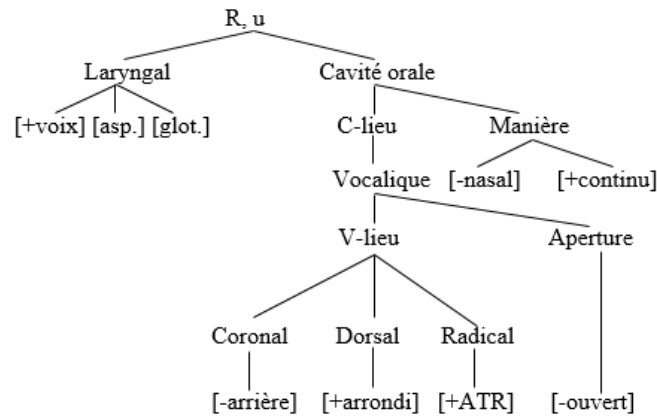 R, u
Laryngal Cavité orale
[+voix] [asp.] [glot.] C-lieu Manière
Vocalique [-nasal] [+continu]
V-lieu Aperture
Coronal Dorsal Radical
[-arrière] [+arrondi] [+ATR] [-ouvert]